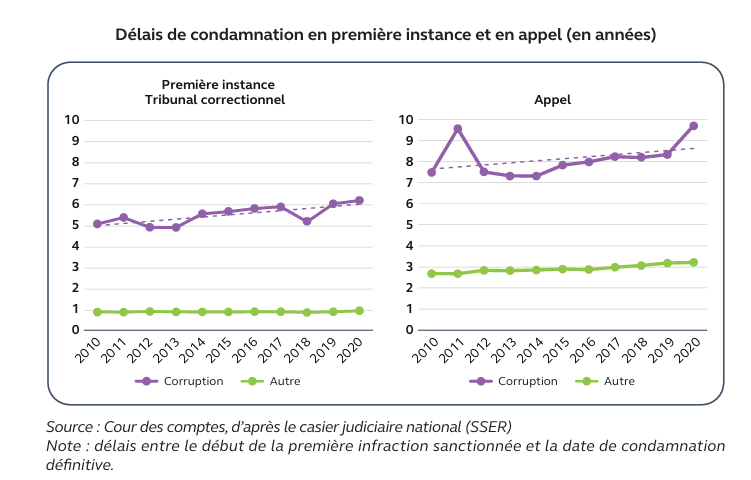 Délais de condamnation en première instance et en appel (en années)
Première instance
Tribunal correctionnel
10
9
8
7
6
5
4
3
2
1
0
2010 2011 2012 2013 2014 2015 2016 2017 2018 2019 2020
Corruption Autre
Appel
10
9
8
7
6
5
4
3
2
1
0
2010 2011 2012 2013 2014 2015 2016 2017 2018 2019 2020
Corruption Autre
Source : Cour des comptes, d’après le casier judiciaire national (SSER)
Note : délais entre le début de la première infraction sanctionnée et la date de condamnation
définitive.